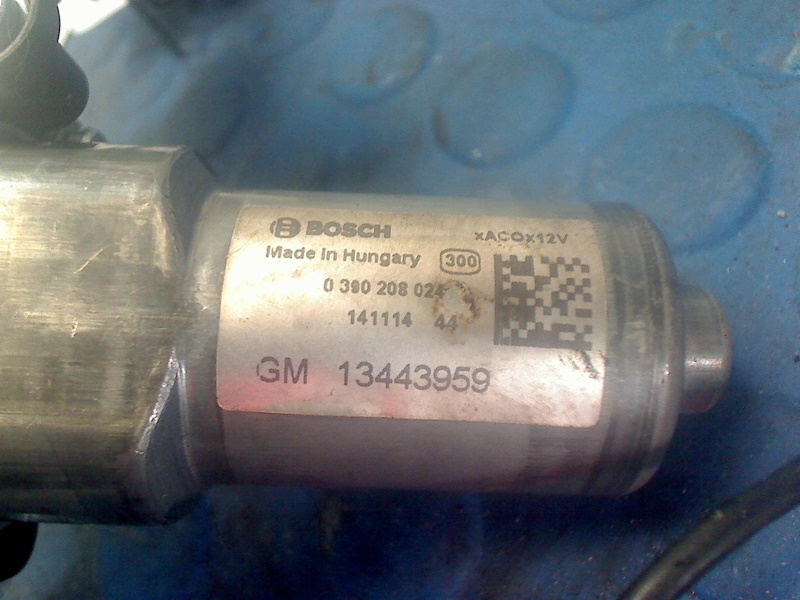 BOSCH xACOx12V
Made in Hungary 300
0 390 208 024
141114 44
GM 13443959